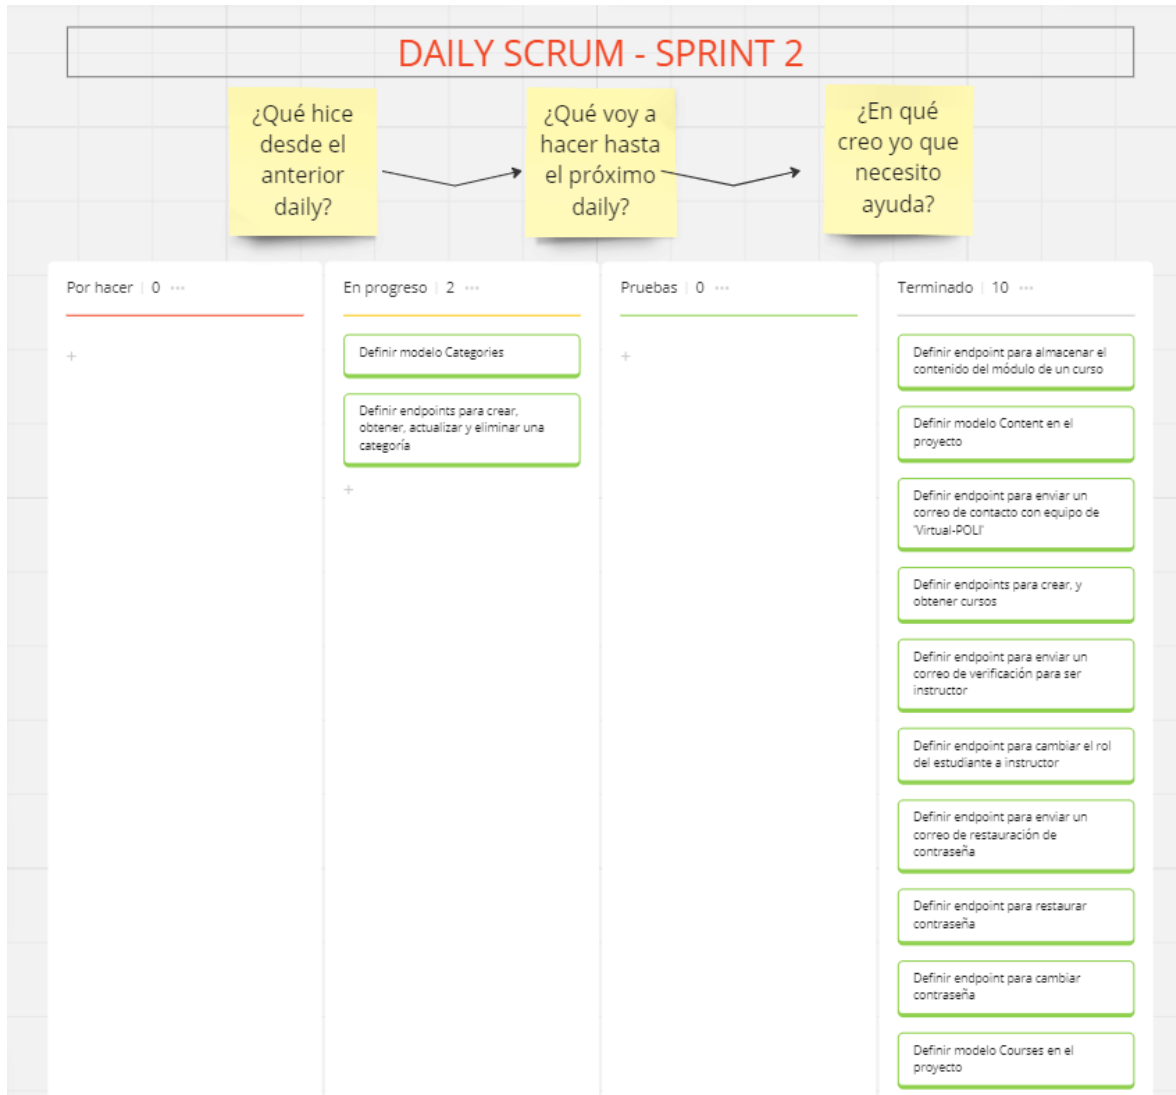 DAILY SCRUM - SPRINT 2
¿Qué hice
desde el
anterior
daily?
¿Qué voy a
hacer hasta
el próximo
daily?
¿En qué
creo yo que
necesito
ayuda?
Por hacer | 0 ···
+
En progreso | 2 ···
Definir modelo Categories
Definir endpoints para crear,
obtener, actualizar y eliminar una
categoría
+
Pruebas | 0 ···
+
Terminado | 10 ···
Definir endpoint para almacenar el
contenido del módulo de un curso
Definir modelo Content en el
proyecto
Definir endpoint para enviar un
correo de contacto con equipo de
'Virtual-POLI'
Definir endpoints para crear, y
obtener cursos
Definir endpoint para enviar un
correo de verificación para ser
instructor
Definir endpoint para cambiar el rol
del estudiante a instructor
Definir endpoint para enviar un
correo de restauración de
contraseña
Definir endpoint para restaurar
contraseña
Definir endpoint para cambiar
contraseña
Definir modelo Courses en el
proyecto